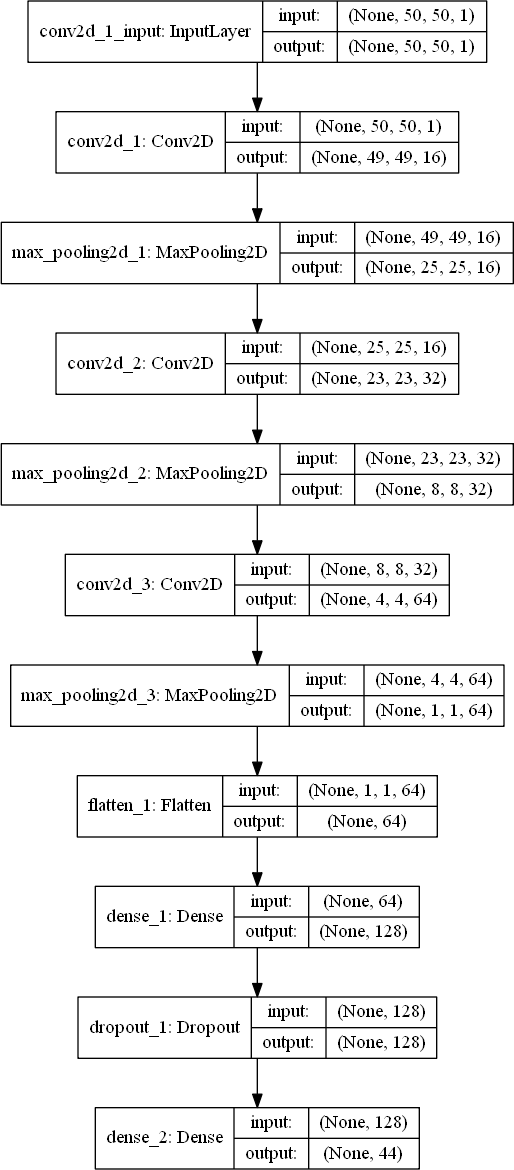 conv2d_1_input: InputLayer
input: (None, 50, 50, 1)
output: (None, 50, 50, 1)
conv2d_1: Conv2D
input: (None, 50, 50, 1)
output: (None, 49, 49, 16)
max_pooling2d_1: MaxPooling2D
input: (None, 49, 49, 16)
output: (None, 25, 25, 16)
conv2d_2: Conv2D
input: (None, 25, 25, 16)
output: (None, 23, 23, 32)
max_pooling2d_2: MaxPooling2D
input: (None, 23, 23, 32)
output: (None, 8, 8, 32)
conv2d_3: Conv2D
input: (None, 8, 8, 32)
output: (None, 4, 4, 64)
max_pooling2d_3: MaxPooling2D
input: (None, 4, 4, 64)
output: (None, 1, 1, 64)
flatten_1: Flatten
input: (None, 1, 1, 64)
output: (None, 64)
dense_1: Dense
input: (None, 64)
output: (None, 128)
dropout_1: Dropout
input: (None, 128)
output: (None, 128)
dense_2: Dense
input: (None, 128)
output: (None, 44)